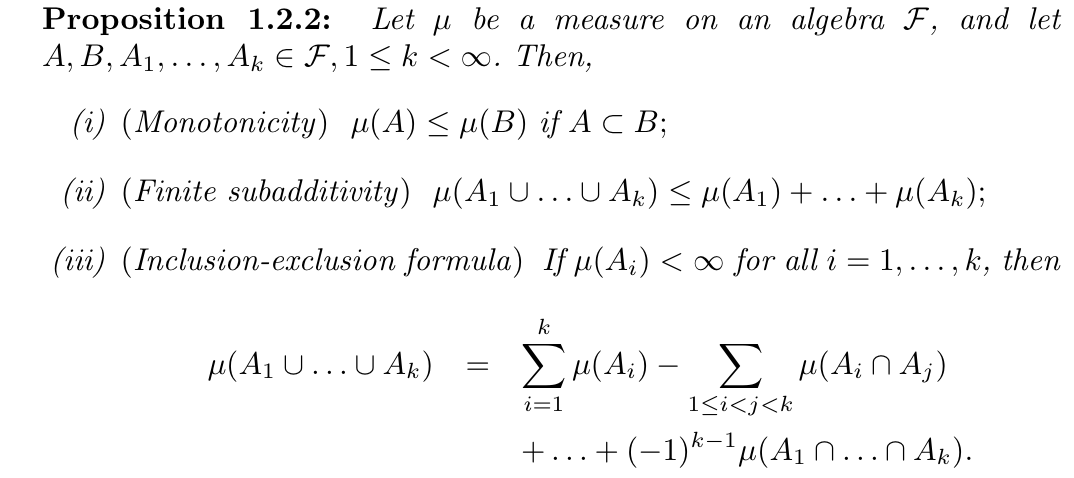 Proposition 1.2.2: Let μ be a measure on an algebra ℱ, and let
A, B, A₁, . . . , Aₖ ∈ ℱ, 1 ≤ k < ∞. Then,
(i) (Monotonicity) μ(A) ≤ μ(B) if A ⊂ B;
(ii) (Finite subadditivity) μ(A₁ ∪ . . . ∪ Aₖ) ≤ μ(A₁) + . . . + μ(Aₖ);
(iii) (Inclusion-exclusion formula) If μ(Aᵢ) < ∞ for all i = 1, . . . , k, then
μ(A₁ ∪ . . . ∪ Aₖ) = ∑_{i=1}^{k} μ(Aᵢ) − ∑_{1≤i<j<k} μ(Aᵢ ∩ Aⱼ)
+ . . . + (−1)^{k−1} μ(A₁ ∩ . . . ∩ Aₖ).